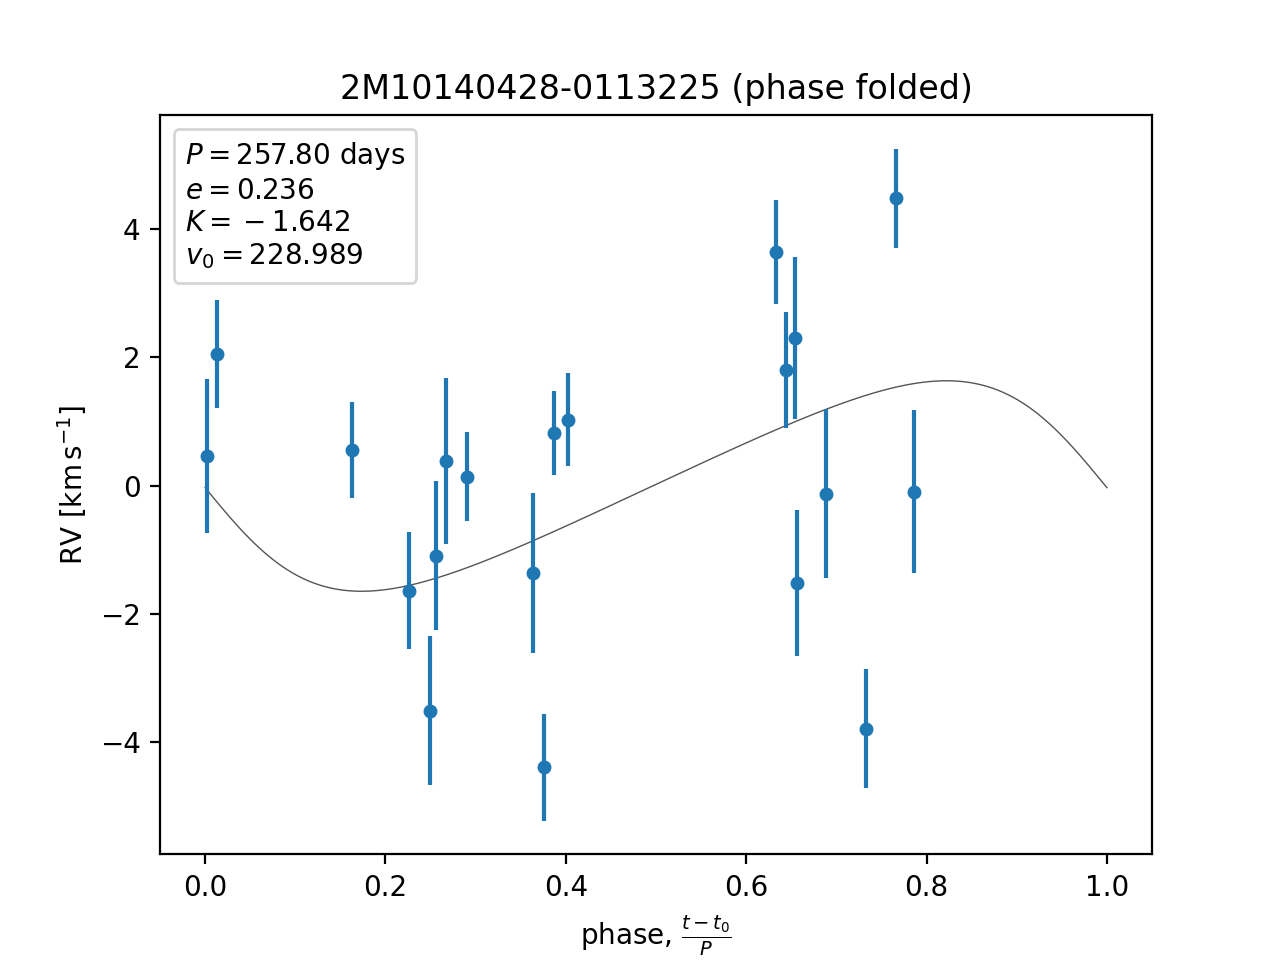 2M10140428-0113225 (phase folded)
P = 257.80 days
e = 0.236
K = −1.642
v₀ = 228.989
4
2
0
−2
−4
RV [km s⁻¹]
0.0 0.2 0.4 0.6 0.8 1.0
phase, (t − t₀)/P